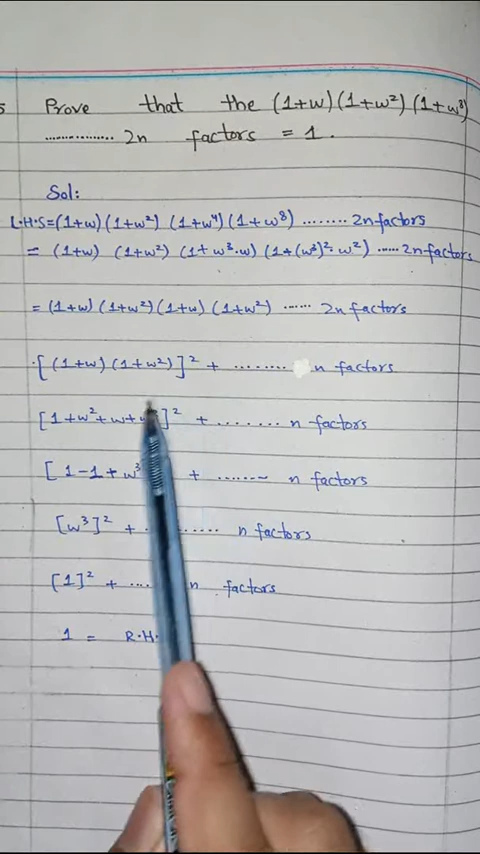 5 Prove that the (1+w)(1+w²)(1+w⁸)
............... 2n factors = 1.
Sol:
L.H.S=(1+w)(1+w²) (1+w⁴)(1+w⁸) ........ 2n factors
= (1+w) (1+w²) (1+w³.w) (1+(w³)².w²) ..... 2n factors
= (1+w)(1+w²)(1+w)(1+w²) ...... 2n factors
[(1+w)(1+w²)]² + ........ n factors
[1+w²+w+ ]² + ........ n factors
[1-1+w³ + ....... n factors
[w³]² + ........ n factors
[1]² + .... n factors
1 = R.H.